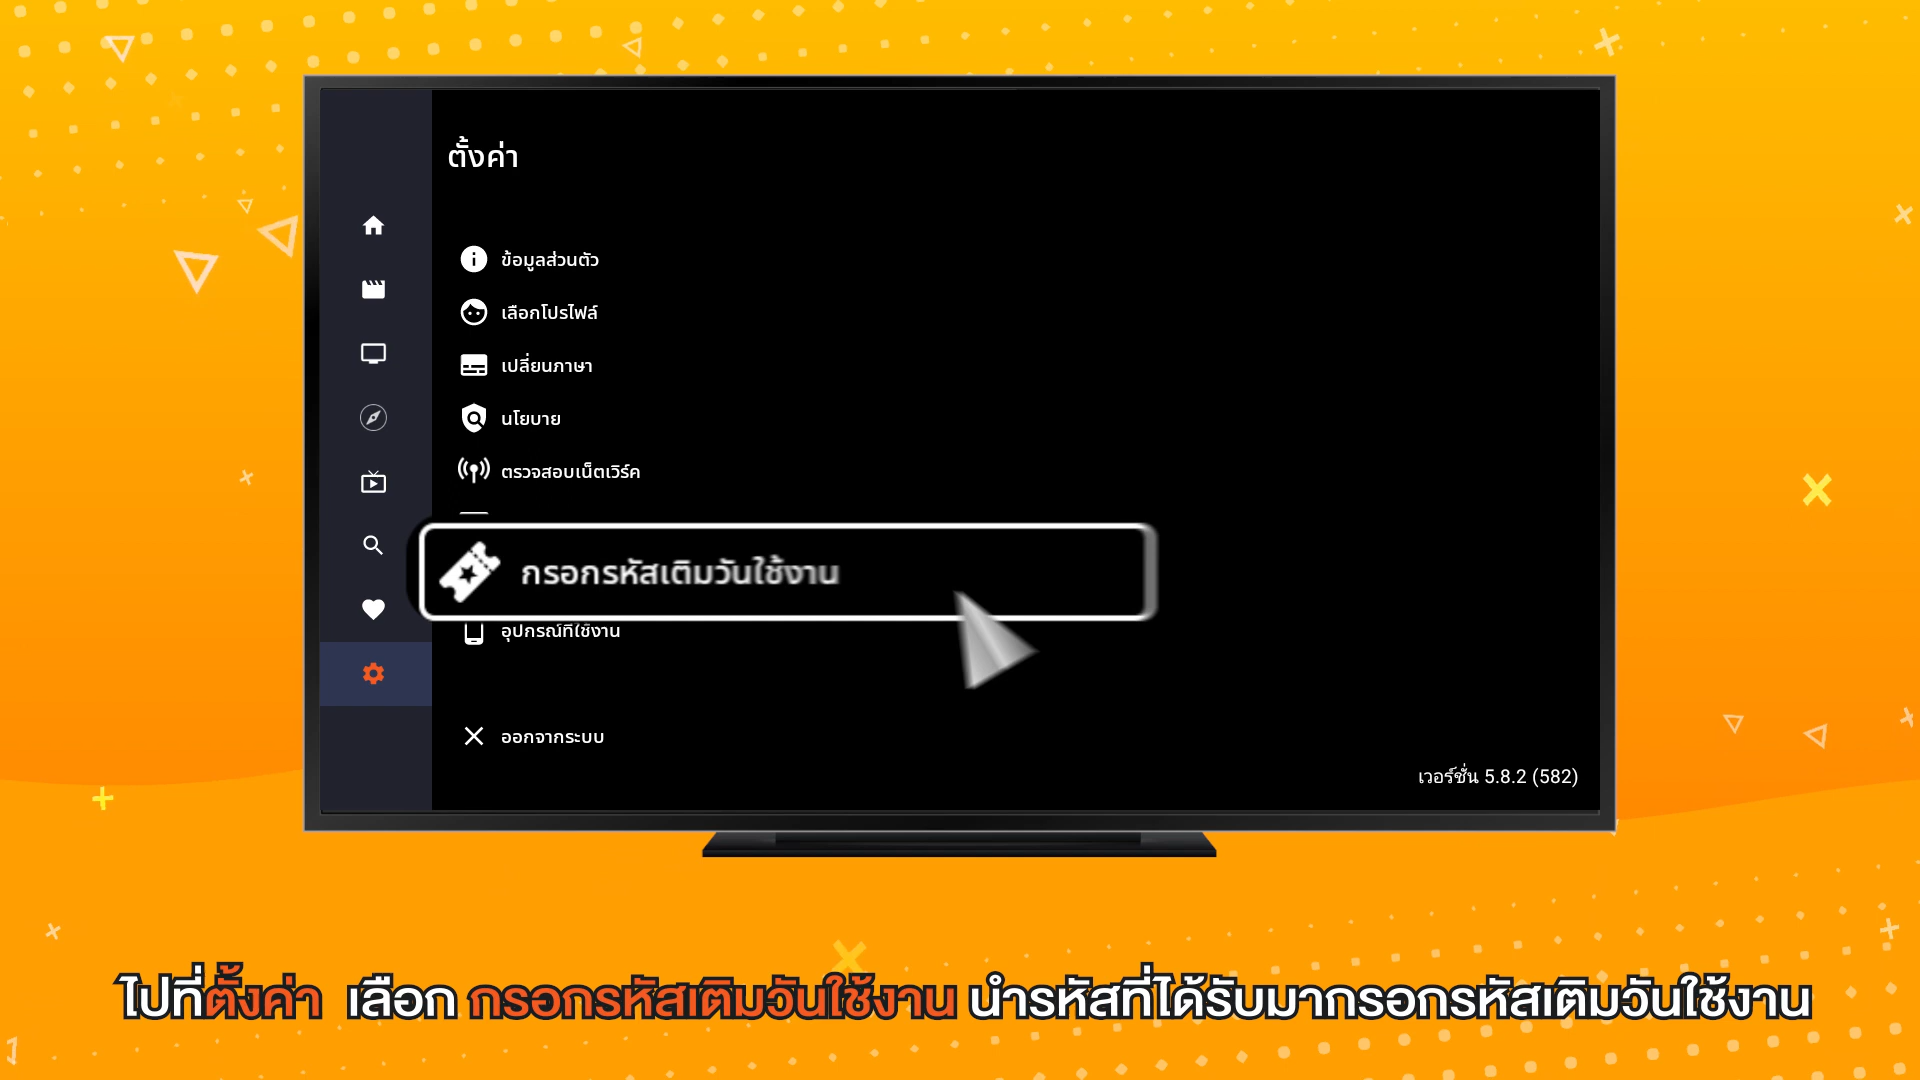 ตั้งค่า
ข้อมูลส่วนตัว
เลือกโปรไฟล์
เปลี่ยนภาษา
นโยบาย
ตรวจสอบเน็ตเวิร์ค
กรอกรหัสเติมวันใช้งาน
อุปกรณ์ที่ใช้งาน
ออกจากระบบ
เวอร์ชั่น 5.8.2 (582)
ไปที่ตั้งค่า เลือก กรอกรหัสเติมวันใช้งาน นำรหัสที่ได้รับมากรอกรหัสเติมวันใช้งาน